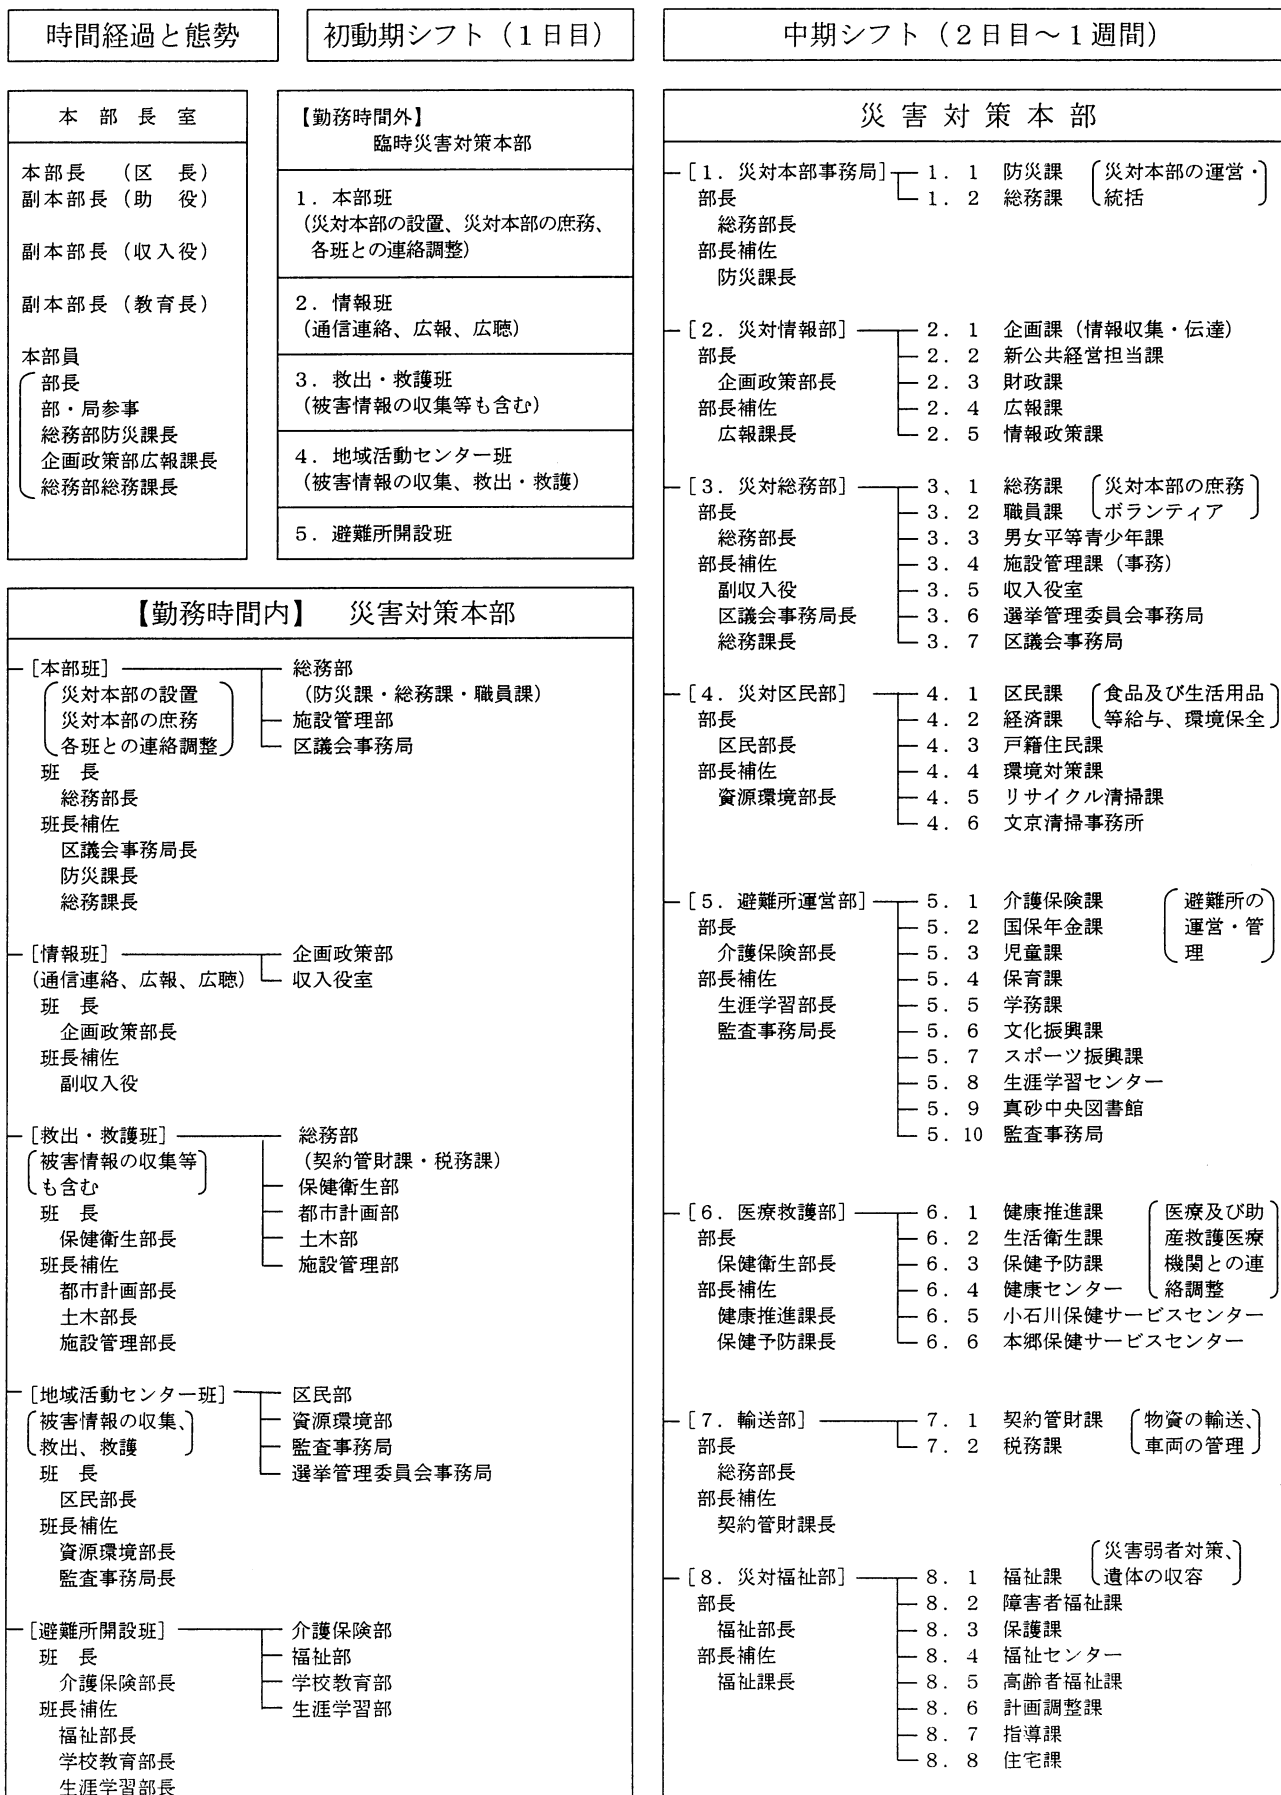 時間経過と態勢
初動期シフト（１日目）
中期シフト（２日目～１週間）
本部長室
本部長　（区　長）
副本部長（助　役）
副本部長（収入役）
副本部長（教育長）
本部員
部長
部・局参事
総務部防災課長
企画政策部広報課長
総務部総務課長
【勤務時間外】
臨時災害対策本部
１．本部班
（災対本部の設置、災対本部の庶務、
各班との連絡調整）
２．情報班
（通信連絡、広報、広聴）
３．救出・救護班
（被害情報の収集等も含む）
４．地域活動センター班
（被害情報の収集、救出・救護）
５．避難所開設班
【勤務時間内】　災害対策本部
［本部班］　総務部
災対本部の設置　（防災課・総務課・職員課）
災対本部の庶務　施設管理部
各班との連絡調整　区議会事務局
班　長
総務部長
班長補佐
区議会事務局長
防災課長
総務課長
［情報班］　企画政策部
（通信連絡、広報、広聴）　収入役室
班　長
企画政策部長
班長補佐
副収入役
［救出・救護班］　総務部
被害情報の収集等　（契約管財課・税務課）
も含む　保健衛生部
班　長　都市計画部
保健衛生部長　土木部
班長補佐　施設管理部
都市計画部長
土木部長
施設管理部長
［地域活動センター班］　区民部
被害情報の収集、　資源環境部
救出、救護　監査事務局
班　長　選挙管理委員会事務局
区民部長
班長補佐
資源環境部長
監査事務局長
［避難所開設班］　介護保険部
班　長　福祉部
介護保険部長　学校教育部
班長補佐　生涯学習部
福祉部長
学校教育部長
生涯学習部長
災害対策本部
［１．災対本部事務局］　１．１　防災課　災対本部の運営・
部長　１．２　総務課　統括
総務部長
部長補佐
防災課長
［２．災対情報部］　２．１　企画課（情報収集・伝達）
部長　２．２　新公共経営担当課
企画政策部長　２．３　財政課
部長補佐　２．４　広報課
広報課長　２．５　情報政策課
［３．災対総務部］　３、１　総務課　災対本部の庶務
部長　３．２　職員課　ボランティア
総務部長　３．３　男女平等青少年課
部長補佐　３．４　施設管理課（事務）
副収入役　３．５　収入役室
区議会事務局長　３．６　選挙管理委員会事務局
総務課長　３．７　区議会事務局
［４．災対区民部］　４．１　区民課　食品及び生活用品
部長　４．２　経済課　等給与、環境保全
区民部長　４．３　戸籍住民課
部長補佐　４．４　環境対策課
資源環境部長　４．５　リサイクル清掃課
４．６　文京清掃事務所
［５．避難所運営部］　５．１　介護保険課　避難所の
部長　５．２　国保年金課　運営・管
介護保険部長　５．３　児童課　理
部長補佐　５．４　保育課
生涯学習部長　５．５　学務課
監査事務局長　５．６　文化振興課
５．７　スポーツ振興課
５．８　生涯学習センター
５．９　真砂中央図書館
５．10　監査事務局
［６．医療救護部］　６．１　健康推進課　医療及び助
部長　６．２　生活衛生課　産救護医療
保健衛生部長　６．３　保健予防課　機関との連
部長補佐　６．４　健康センター　絡調整
健康推進課長　６．５　小石川保健サービスセンター
保健予防課長　６．６　本郷保健サービスセンター
［７．輸送部］　７．１　契約管財課　物資の輸送、
部長　７．２　税務課　車両の管理
総務部長
部長補佐
契約管財課長
災害弱者対策、
［８．災対福祉部］　８．１　福祉課　遺体の収容
部長　８．２　障害者福祉課
福祉部長　８．３　保護課
部長補佐　８．４　福祉センター
福祉課長　８．５　高齢者福祉課
８．６　計画調整課
８．７　指導課
８．８　住宅課